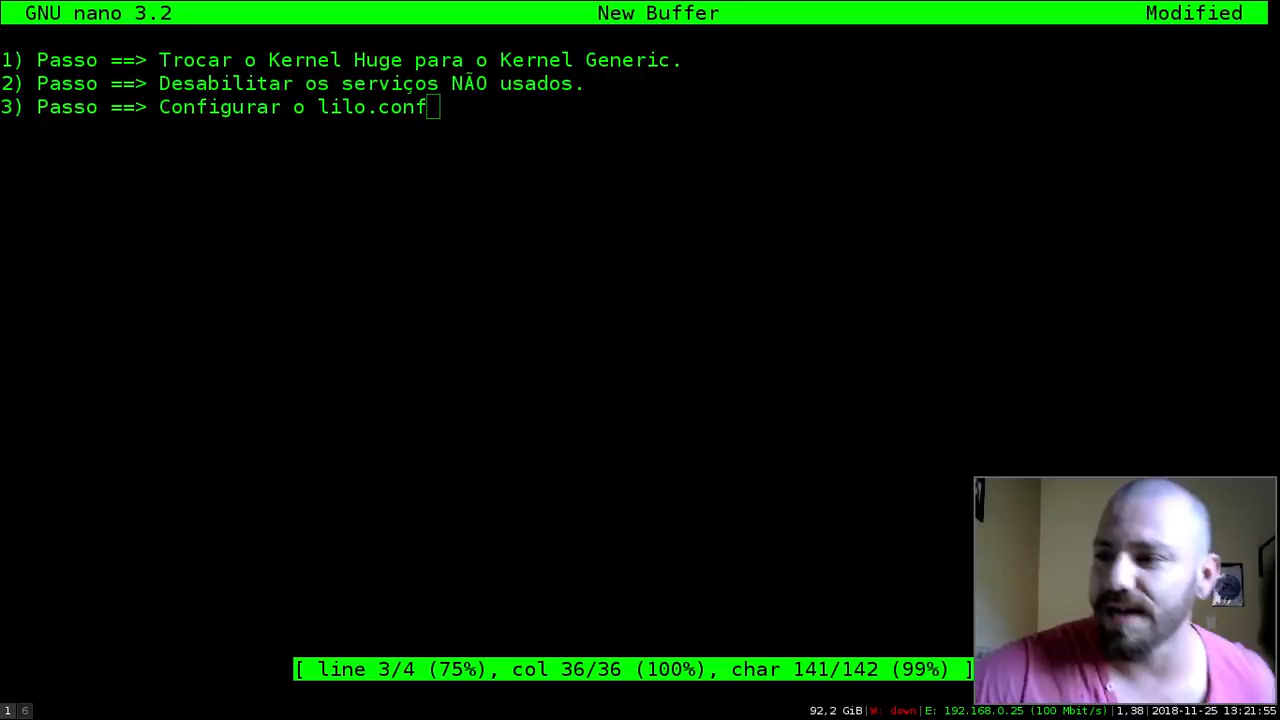 GNU nano 3.2 New Buffer Modified
1) Passo ==> Trocar o Kernel Huge para o Kernel Generic.
2) Passo ==> Desabilitar os serviços NÃO usados.
3) Passo ==> Configurar o lilo.conf
[ line 3/4 (75%), col 36/36 (100%), char 141/142 (99%) ]
1 6 92,2 GiB|W: down|E: 192.168.0.25 (100 Mbit/s)|1,38|2018-11-25 13:21:55